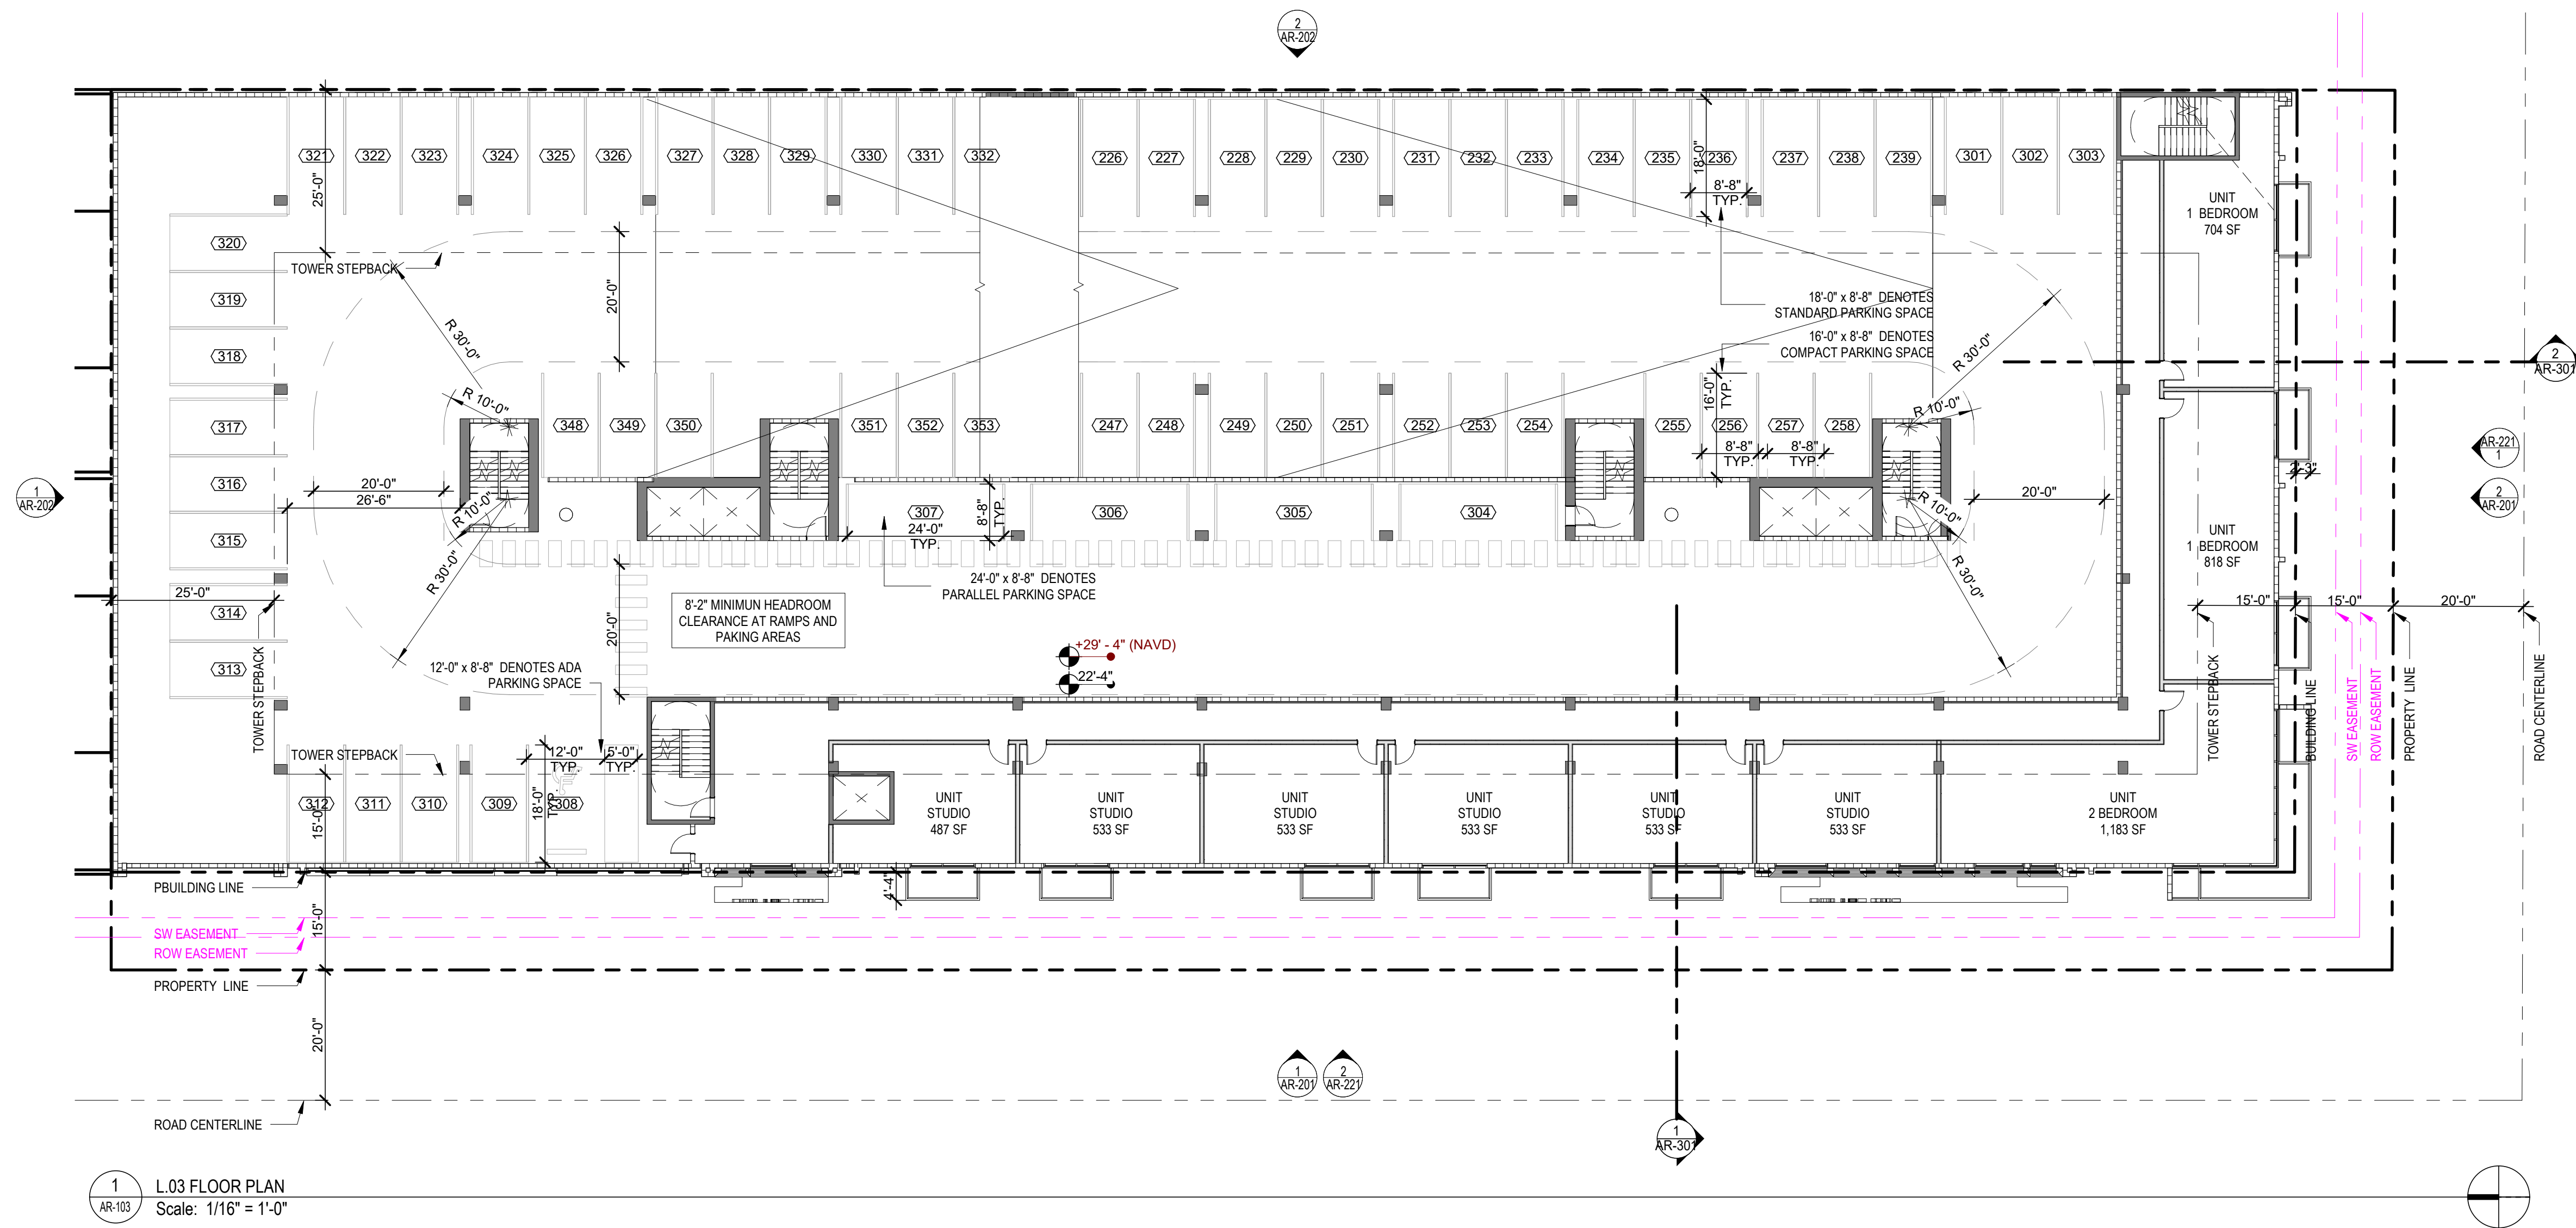 2
AR-202
321
322
323
324
325
326
327
328
329
330
331
332
226
227
228
229
230
231
232
233
234
235
236
237
238
239
301
302
303
25'-0"
18'-0"
8'-8"
TYP.
UNIT
1 BEDROOM
704 SF
320
319
318
317
316
315
314
313
TOWER STEPBACK
20'-0"
R 30'-0"
R 10'-0"
18'-0" x 8'-8" DENOTES
STANDARD PARKING SPACE
16'-0" x 8'-8" DENOTES
COMPACT PARKING SPACE
R 30'-0"
R 10'-0"
2
AR-301
348
349
350
351
352
353
247
248
249
250
251
252
253
254
255
256
257
258
16'-0"
TYP.
8'-8"
TYP.
8'-8"
TYP.
AR-221
1
2
AR-201
2'-3"
1
AR-202
20'-0"
26'-6"
R 10'-0"
R 30'-0"
307
306
305
304
24'-0"
TYP.
8'-8"
TYP.
R 10'-0"
R 30'-0"
20'-0"
UNIT
1 BEDROOM
818 SF
24'-0" x 8'-8" DENOTES
PARALLEL PARKING SPACE
25'-0"
8'-2" MINIMUN HEADROOM
CLEARANCE AT RAMPS AND
PAKING AREAS
20'-0"
15'-0"
15'-0"
20'-0"
+29' - 4" (NAVD)
22'-4"
12'-0" x 8'-8" DENOTES ADA
PARKING SPACE
TOWER STEPBACK
TOWER STEPBACK
TOWER STEPBACK
BUILDING LINE
SW EASEMENT
ROW EASEMENT
PROPERTY LINE
ROAD CENTERLINE
312
311
310
309
308
12'-0"
TYP.
5'-0"
TYP.
18'-0"
TYP.
15'-0"
UNIT
STUDIO
487 SF
UNIT
STUDIO
533 SF
UNIT
STUDIO
533 SF
UNIT
STUDIO
533 SF
UNIT
STUDIO
533 SF
UNIT
STUDIO
533 SF
UNIT
2 BEDROOM
1,183 SF
4'-4"
PBUILDING LINE
SW EASEMENT
ROW EASEMENT
15'-0"
PROPERTY LINE
20'-0"
ROAD CENTERLINE
1
AR-201
2
AR-221
1
AR-301
1
AR-103
L.03 FLOOR PLAN
Scale: 1/16" = 1'-0"